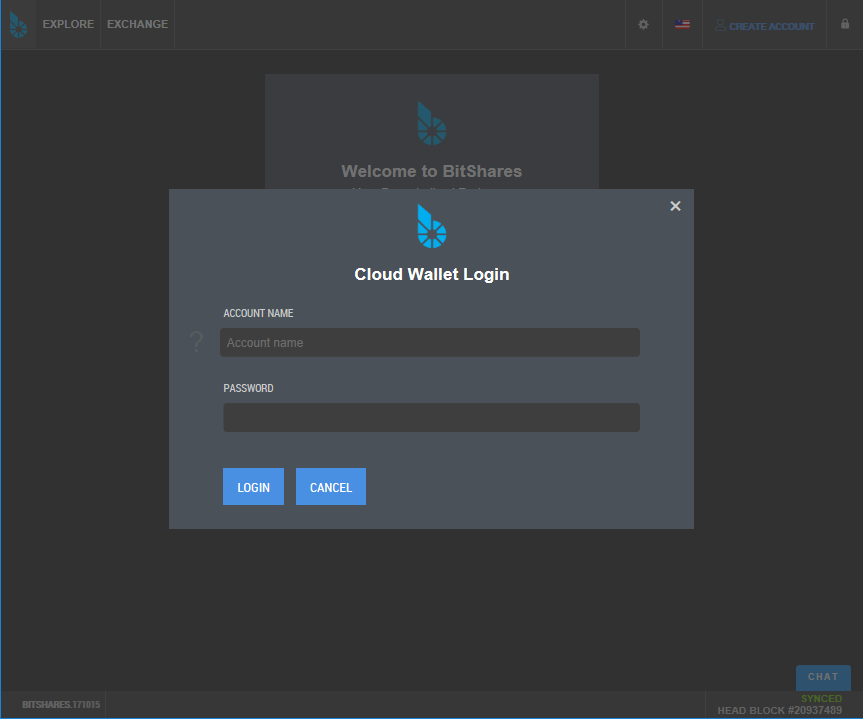 EXPLORE
EXCHANGE
CREATE ACCOUNT
Welcome to BitShares
Cloud Wallet Login
ACCOUNT NAME
?
Account name
PASSWORD
LOGIN
CANCEL
CHAT
SYNCED
BITSHARES.171015
HEAD BLOCK #20937489